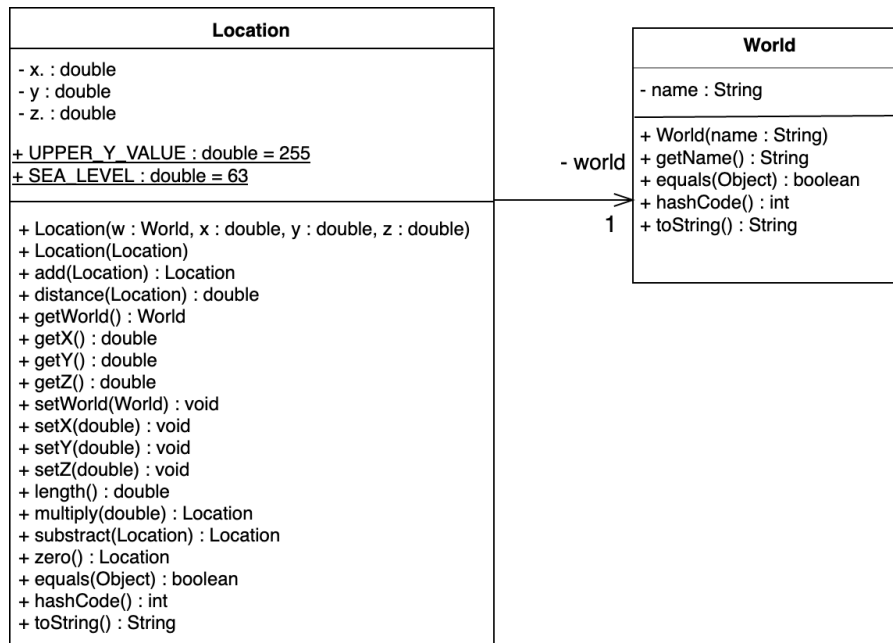 Location
- x. : double
- y : double
- z. : double
+ UPPER_Y_VALUE : double = 255
+ SEA_LEVEL : double = 63
+ Location(w : World, x : double, y : double, z : double)
+ Location(Location)
+ add(Location) : Location
+ distance(Location) : double
+ getWorld() : World
+ getX() : double
+ getY() : double
+ getZ() : double
+ setWorld(World) : void
+ setX(double) : void
+ setY(double) : void
+ setZ(double) : void
+ length() : double
+ multiply(double) : Location
+ substract(Location) : Location
+ zero() : Location
+ equals(Object) : boolean
+ hashCode() : int
+ toString() : String
- world
1
World
- name : String
+ World(name : String)
+ getName() : String
+ equals(Object) : boolean
+ hashCode() : int
+ toString() : String